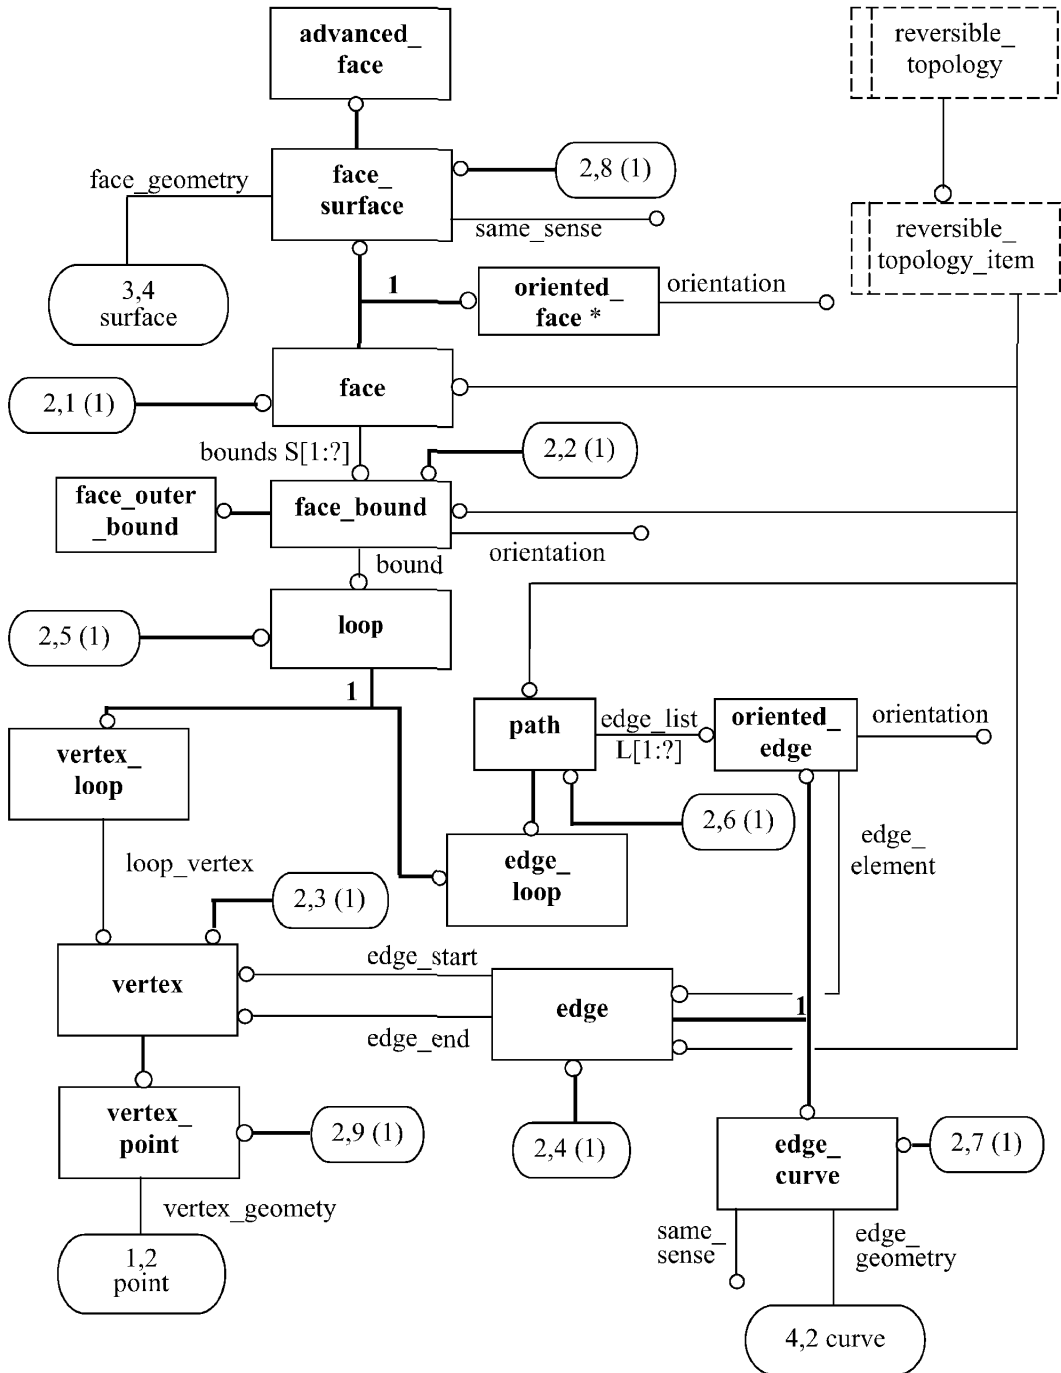 advanced_
face
reversible_
topology
face_geometry
face_
surface
2,8 (1)
same_sense
reversible_
topology_item
3,4
surface
1
oriented_
face *
orientation
2,1 (1)
face
bounds S[1:?]
2,2 (1)
face_outer
_bound
face_bound
orientation
bound
2,5 (1)
loop
1
vertex_
loop
path
edge_list
L[1:?]
oriented_
edge
orientation
2,6 (1)
edge_
element
loop_vertex
edge_
loop
2,3 (1)
vertex
edge_start
edge_end
edge
1
vertex_
point
2,9 (1)
2,4 (1)
edge_
curve
2,7 (1)
vertex_geomety
1,2
point
same_
sense
edge_
geometry
4,2 curve